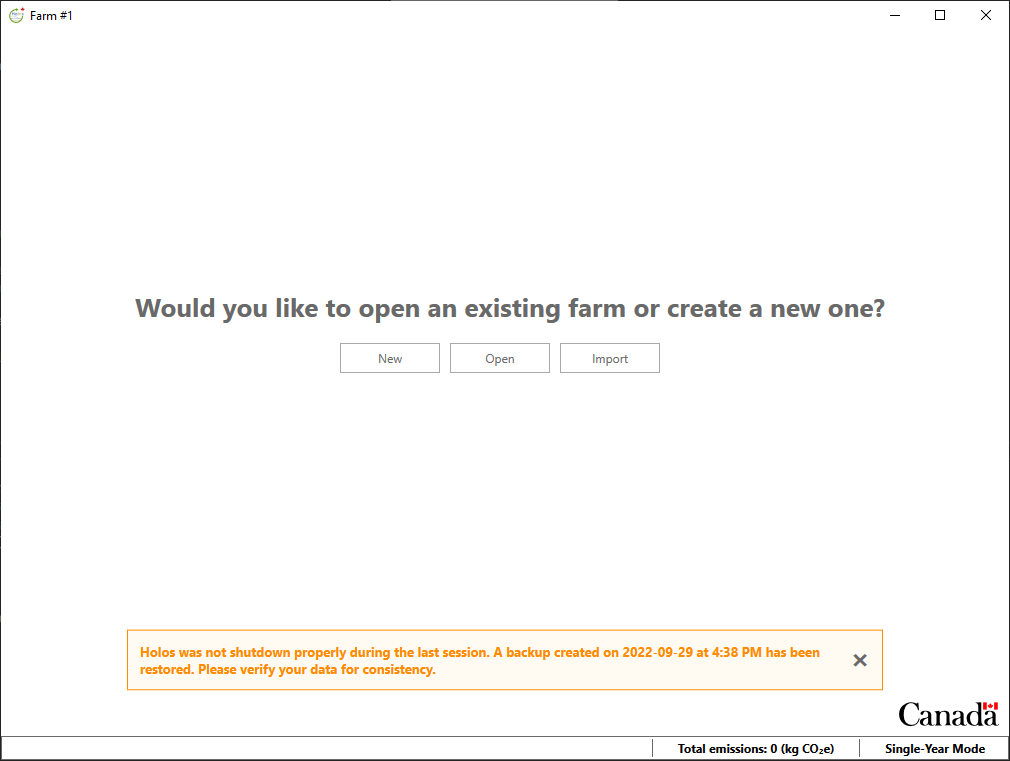 Farm #1
Would you like to open an existing farm or create a new one?
New
Open
Import
Holos was not shutdown properly during the last session. A backup created on 2022-09-29 at 4:38 PM has been
restored. Please verify your data for consistency.
Canada
Total emissions: 0 (kg CO₂e)
Single-Year Mode